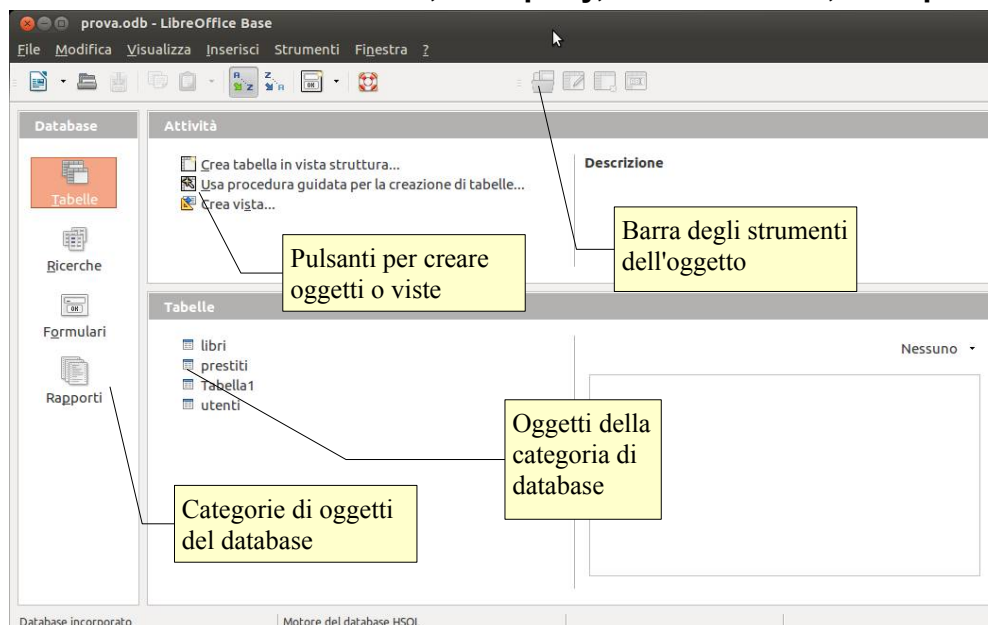 prova.odb - LibreOffice Base
File Modifica Visualizza Inserisci Strumenti Finestra ?
Database
Attività
Tabelle
Ricerche
Formulari
Rapporti
Crea tabella in vista struttura...
Usa procedura guidata per la creazione di tabelle...
Crea vista...
Descrizione
Barra degli strumenti
dell'oggetto
Pulsanti per creare
oggetti o viste
Tabelle
libri
prestiti
Tabella1
utenti
Nessuno
Oggetti della
categoria di
database
Categorie di oggetti
del database
Database incorporato
Motore del database HSQL